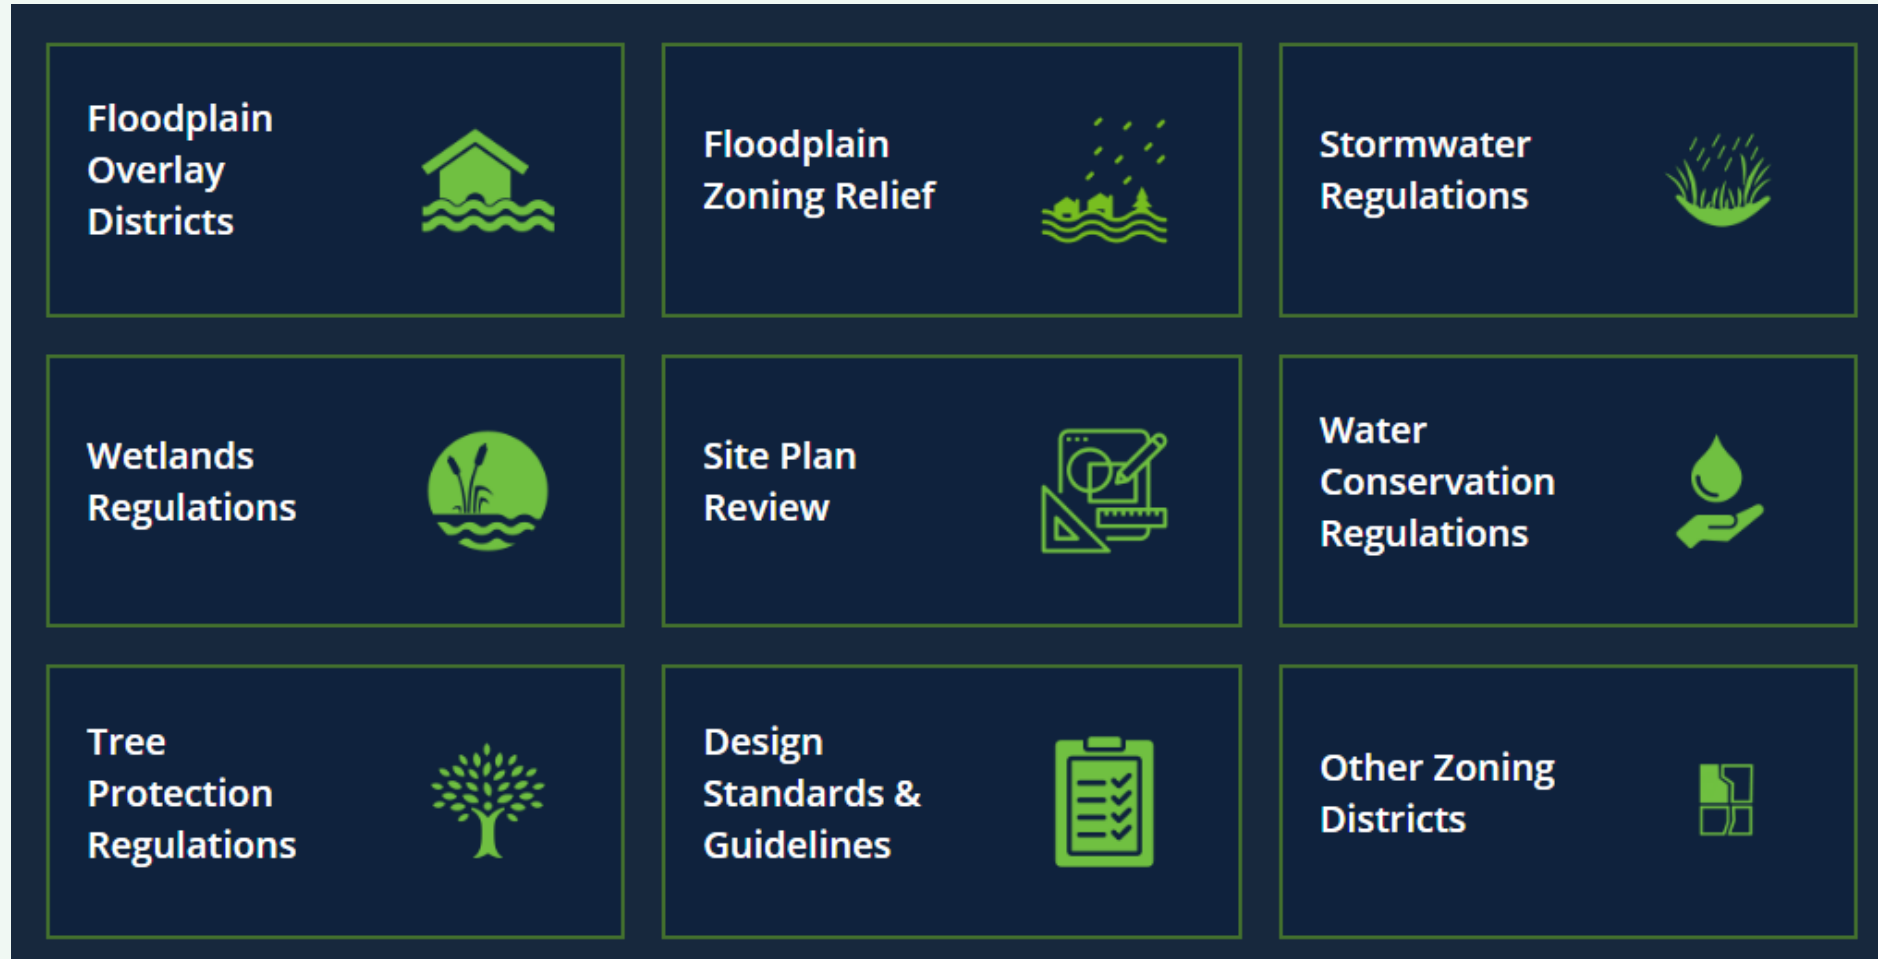 Floodplain
Overlay
Districts
Floodplain
Zoning Relief
Stormwater
Regulations
Wetlands
Regulations
Site Plan
Review
Water
Conservation
Regulations
Tree
Protection
Regulations
Design
Standards &
Guidelines
Other Zoning
Districts